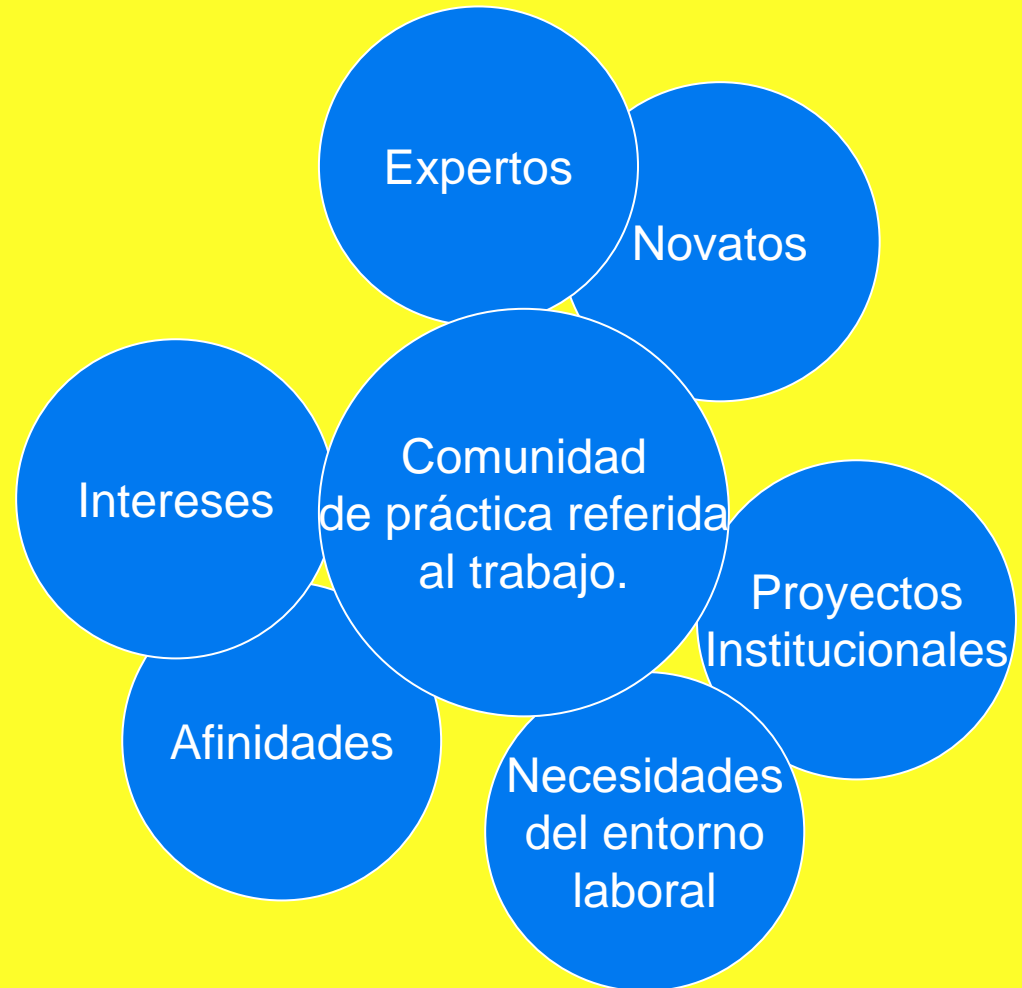 Expertos
Novatos
Comunidad
de práctica referida
al trabajo.
Intereses
Proyectos
Institucionales
Afinidades
Necesidades
del entorno
laboral